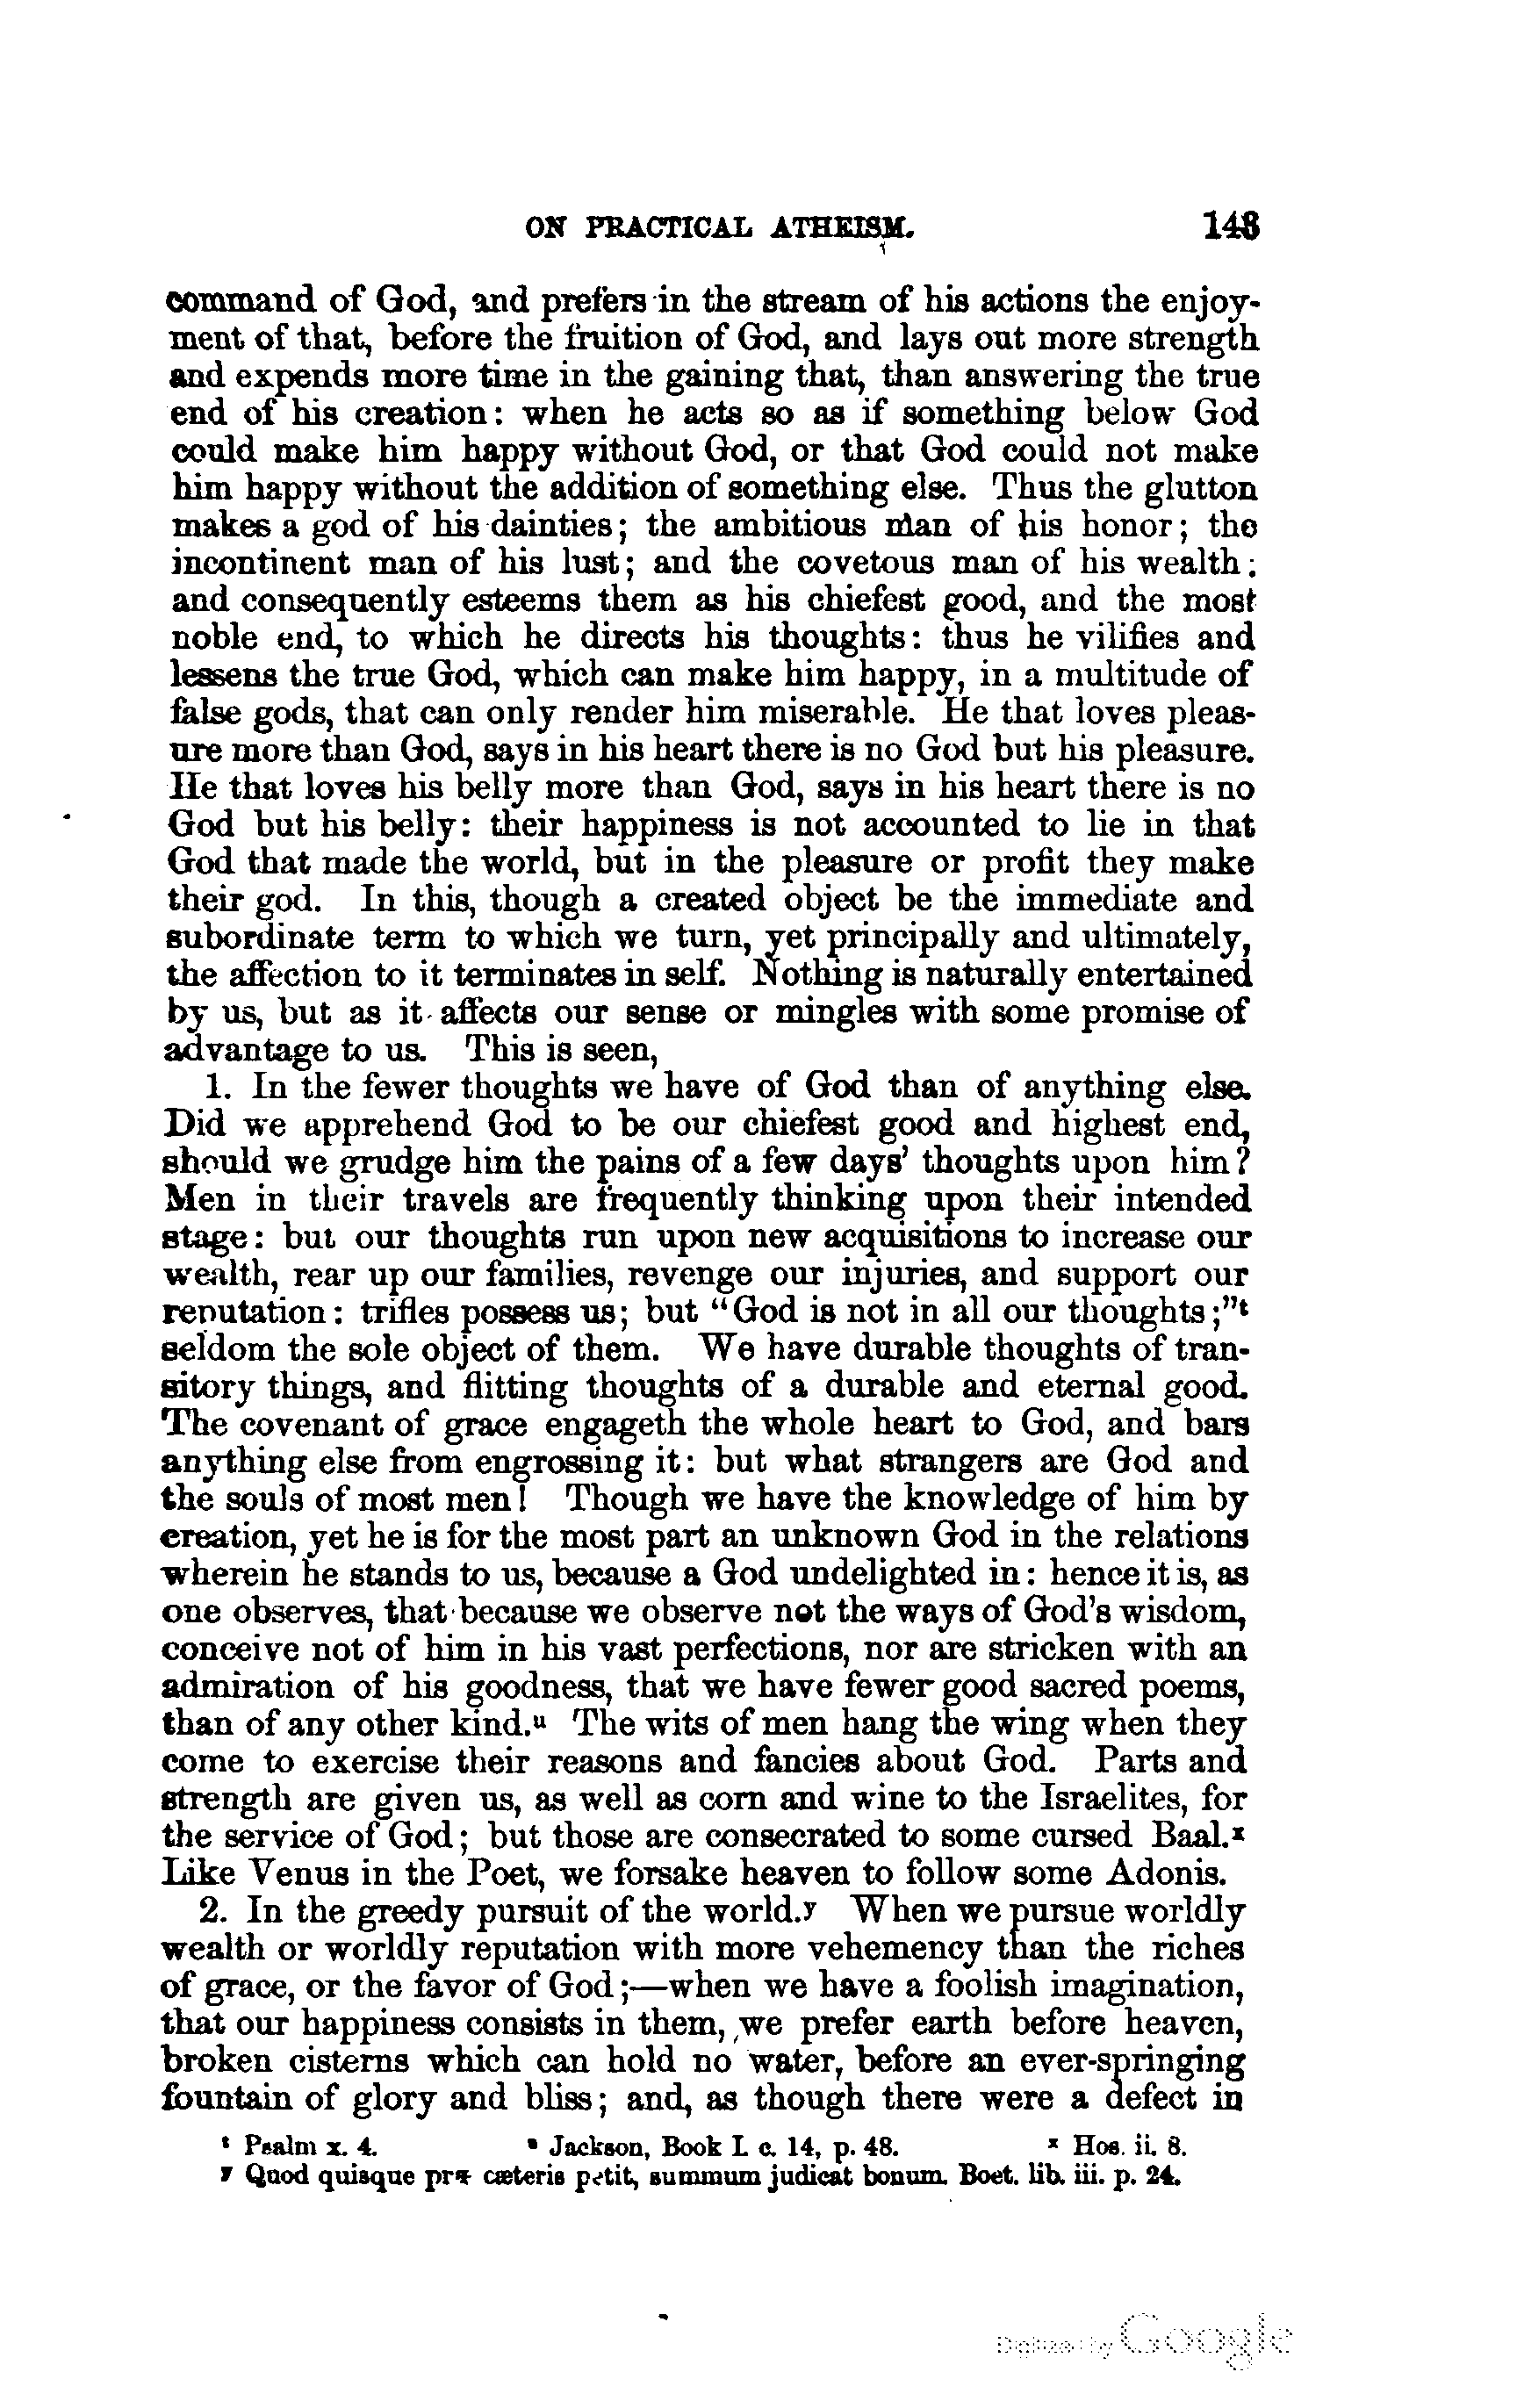 ON PRACTICAL ATHEISM. 143
command of God, and prefers in the stream of his actions the enjoy-
ment of that, before the fruition of God, and lays out more strength
and expends more time in the gaining that, than answering the true
end of his creation: when he acts so as if something below God
could make him happy without God, or that God could not make
him happy without the addition of something else. Thus the glutton
makes a god of his dainties; the ambitious man of his honor; the
incontinent man of his lust; and the covetous man of his wealth;
and consequently esteems them as his chiefest good, and the most
noble end, to which he directs his thoughts: thus he vilifies and
lessens the true God, which can make him happy, in a multitude of
false gods, that can only render him miserable. He that loves pleas-
ure more than God, says in his heart there is no God but his pleasure.
He that loves his belly more than God, says in his heart there is no
God but his belly: their happiness is not accounted to lie in that
God that made the world, but in the pleasure or profit they make
their god. In this, though a created object be the immediate and
subordinate term to which we turn, yet principally and ultimately,
the affection to it terminates in self. Nothing is naturally entertained
by us, but as it affects our sense or mingles with some promise of
advantage to us. This is seen,
1. In the fewer thoughts we have of God than of anything else.
Did we apprehend God to be our chiefest good and highest end,
should we grudge him the pains of a few days' thoughts upon him?
Men in their travels are frequently thinking upon their intended
stage: but our thoughts run upon new acquisitions to increase our
wealth, rear up our families, revenge our injuries, and support our
reputation: trifles possess us; but "God is not in all our thoughts;"ᵗ
seldom the sole object of them. We have durable thoughts of tran-
sitory things, and flitting thoughts of a durable and eternal good.
The covenant of grace engageth the whole heart to God, and bars
anything else from engrossing it: but what strangers are God and
the souls of most men! Though we have the knowledge of him by
creation, yet he is for the most part an unknown God in the relations
wherein he stands to us, because a God undelighted in: hence it is, as
one observes, that because we observe not the ways of God's wisdom,
conceive not of him in his vast perfections, nor are stricken with an
admiration of his goodness, that we have fewer good sacred poems,
than of any other kind.ᵘ The wits of men hang the wing when they
come to exercise their reasons and fancies about God. Parts and
strength are given us, as well as corn and wine to the Israelites, for
the service of God; but those are consecrated to some cursed Baal.ˣ
Like Venus in the Poet, we forsake heaven to follow some Adonis.
2. In the greedy pursuit of the world.ʸ When we pursue worldly
wealth or worldly reputation with more vehemency than the riches
of grace, or the favor of God;—when we have a foolish imagination,
that our happiness consists in them, we prefer earth before heaven,
broken cisterns which can hold no water, before an ever-springing
fountain of glory and bliss; and, as though there were a defect in
ᵗ Psalm x. 4. ᵘ Jackson, Book I. c. 14, p. 48. ˣ Hos. ii. 8.
ʸ Quod quisque præ cæteris petit, summum judicat bonum. Boet. lib. iii. p. 24.
Digitized by Google